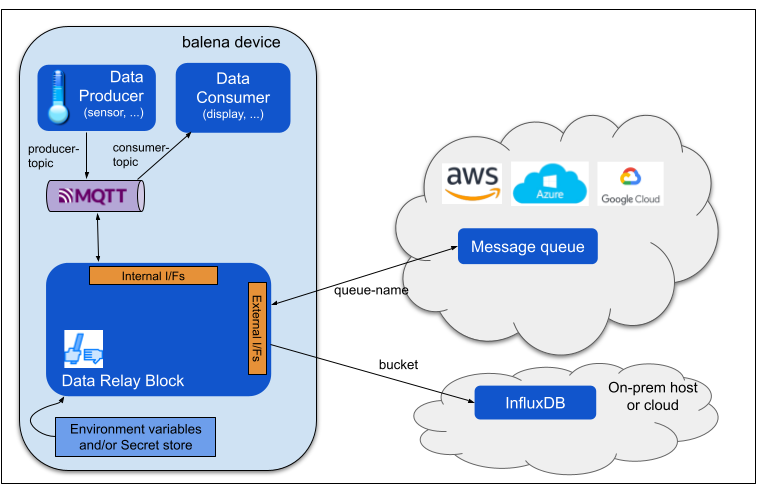 balena device
Data
Producer
(sensor, ...)
Data
Consumer
(display, ...)
producer-
topic
consumer-
topic
MQTT
Internal I/Fs
External I/Fs
Data Relay Block
Environment variables
and/or Secret store
aws
Azure
Google Cloud
Message queue
queue-name
bucket
InfluxDB
On-prem host
or cloud